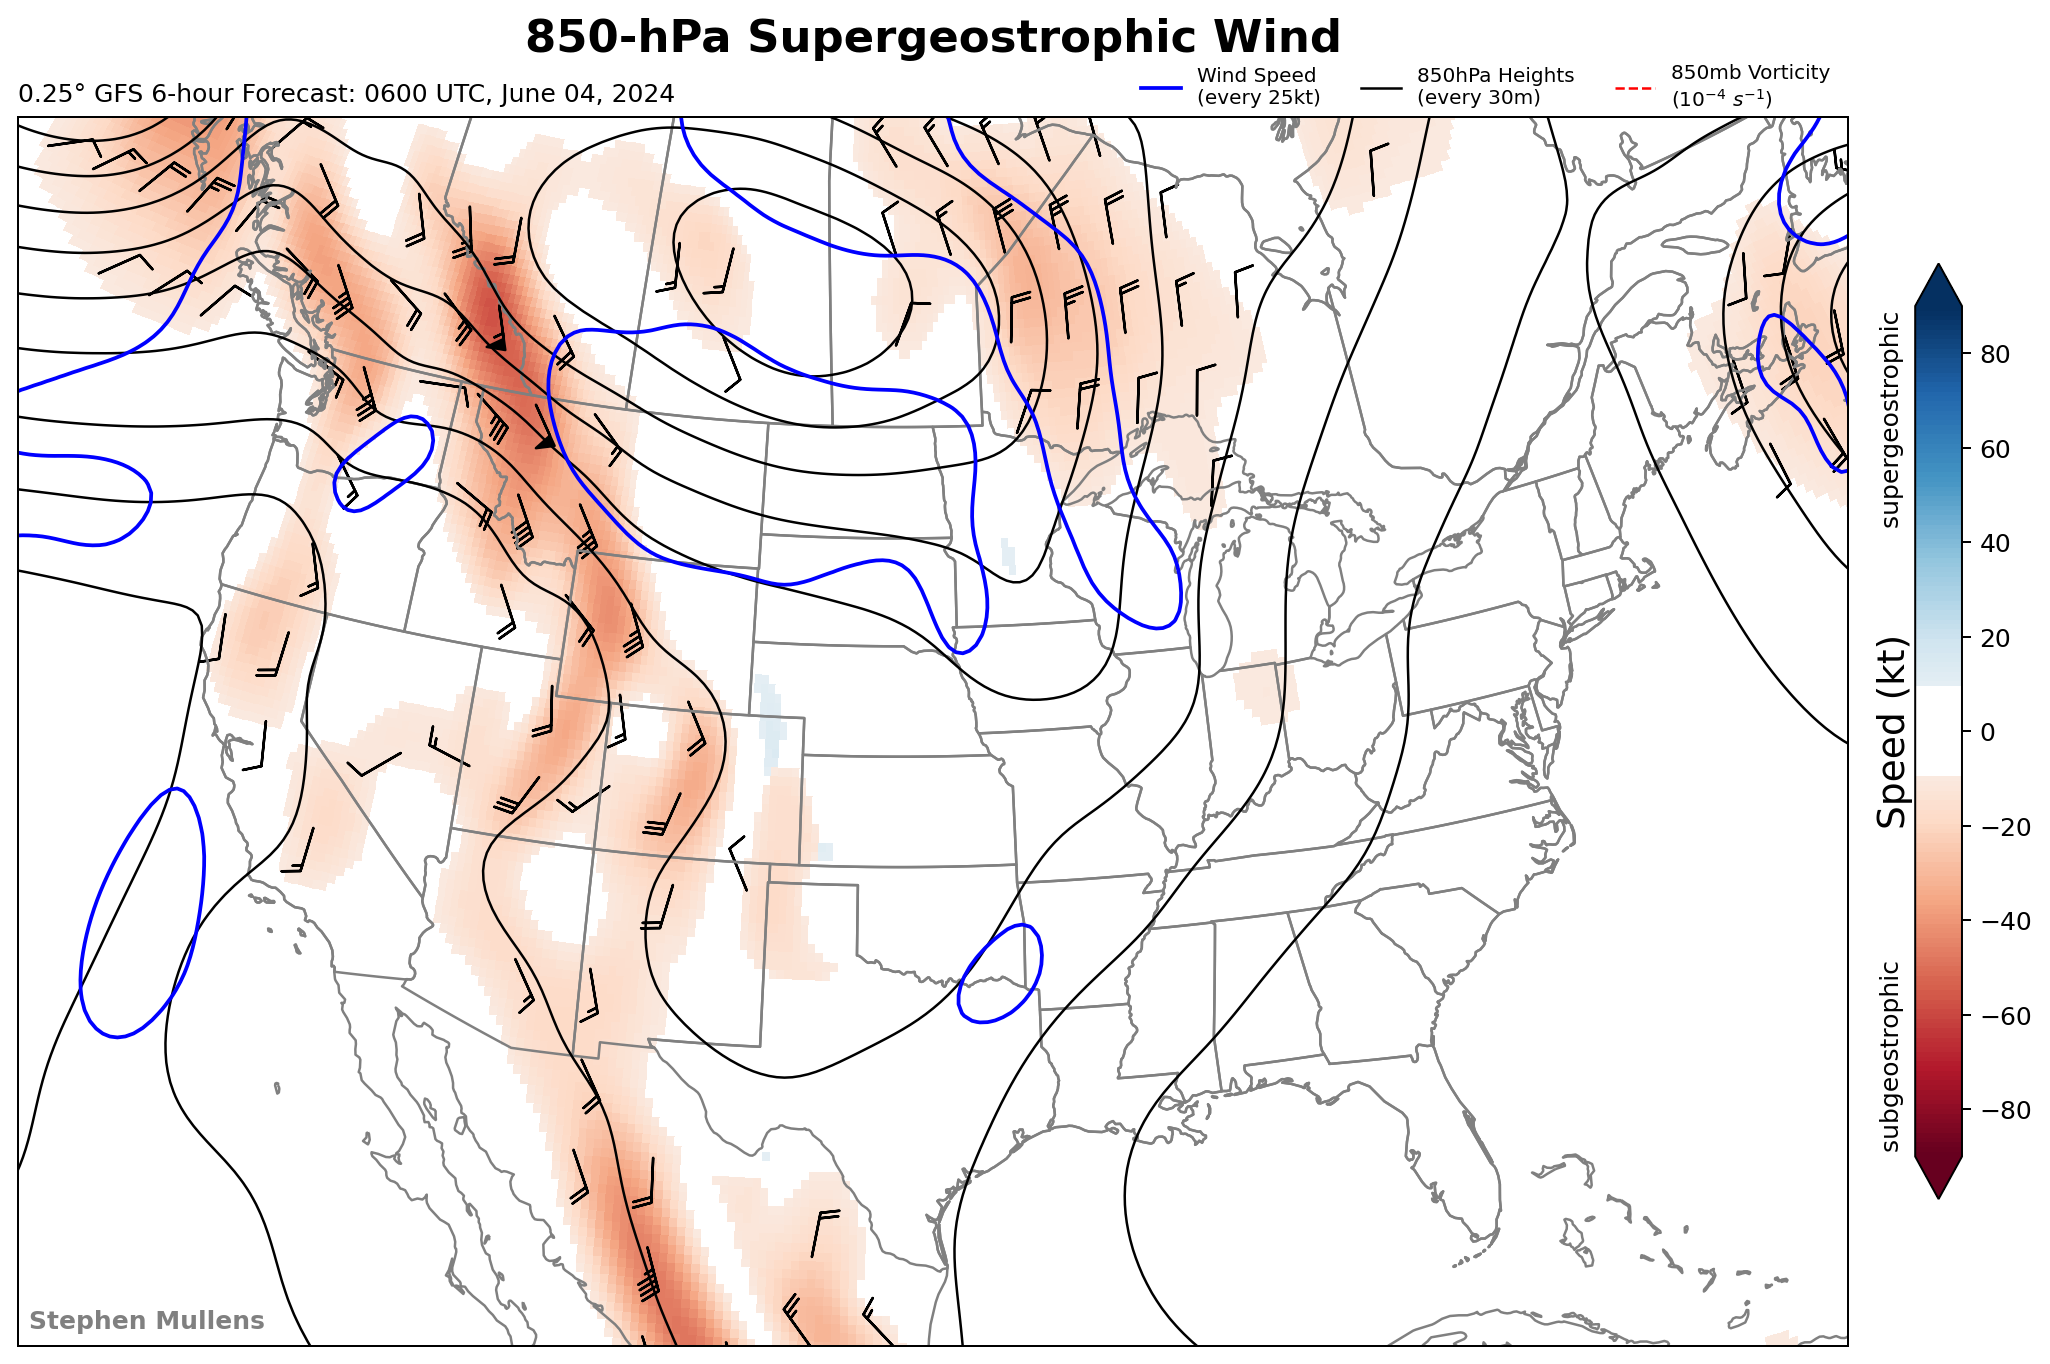 850-hPa Supergeostrophic Wind
0.25° GFS 6-hour Forecast: 0600 UTC, June 04, 2024
Wind Speed
(every 25kt)
850hPa Heights
(every 30m)
850mb Vorticity
(10⁻⁴ s⁻¹)
supergeostrophic
Speed (kt)
subgeostrophic
80
60
40
20
0
−20
−40
−60
−80
Stephen Mullens